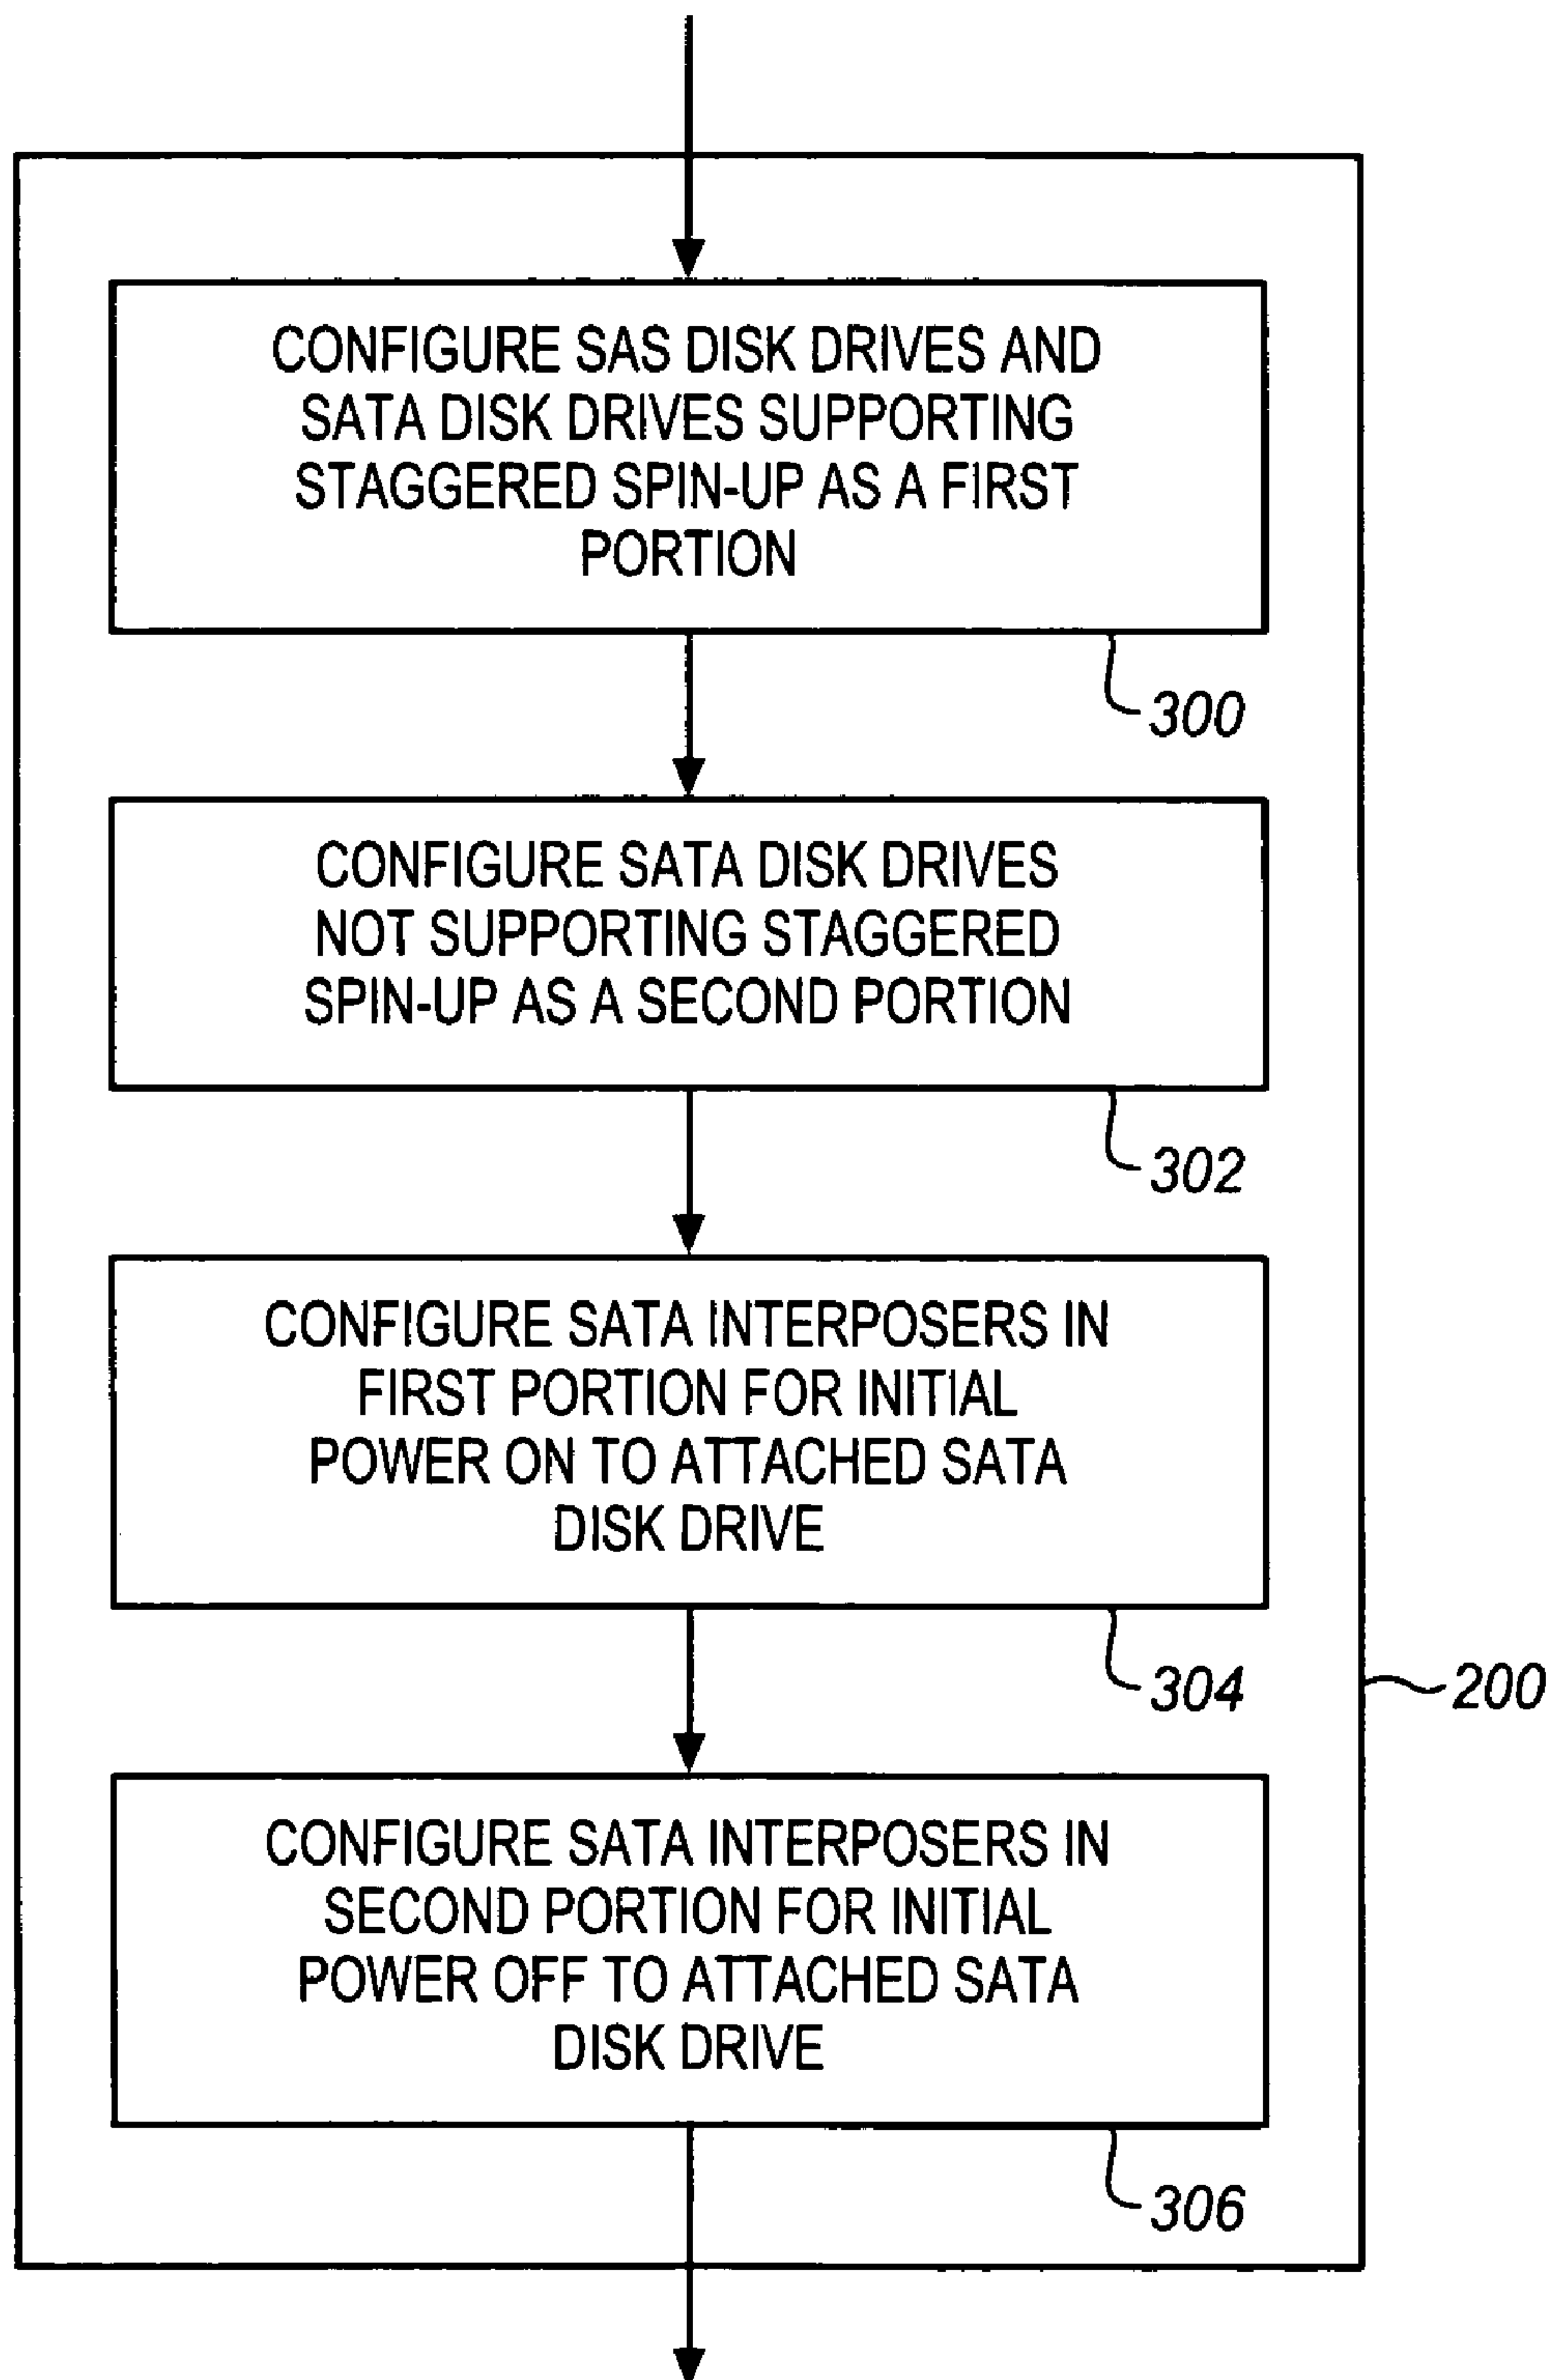 CONFIGURE SAS DISK DRIVES AND
SATA DISK DRIVES SUPPORTING
STAGGERED SPIN-UP AS A FIRST
PORTION
300
CONFIGURE SATA DISK DRIVES
NOT SUPPORTING STAGGERED
SPIN-UP AS A SECOND PORTION
302
CONFIGURE SATA INTERPOSERS IN
FIRST PORTION FOR INITIAL
POWER ON TO ATTACHED SATA
DISK DRIVE
304
200
CONFIGURE SATA INTERPOSERS IN
SECOND PORTION FOR INITIAL
POWER OFF TO ATTACHED SATA
DISK DRIVE
306